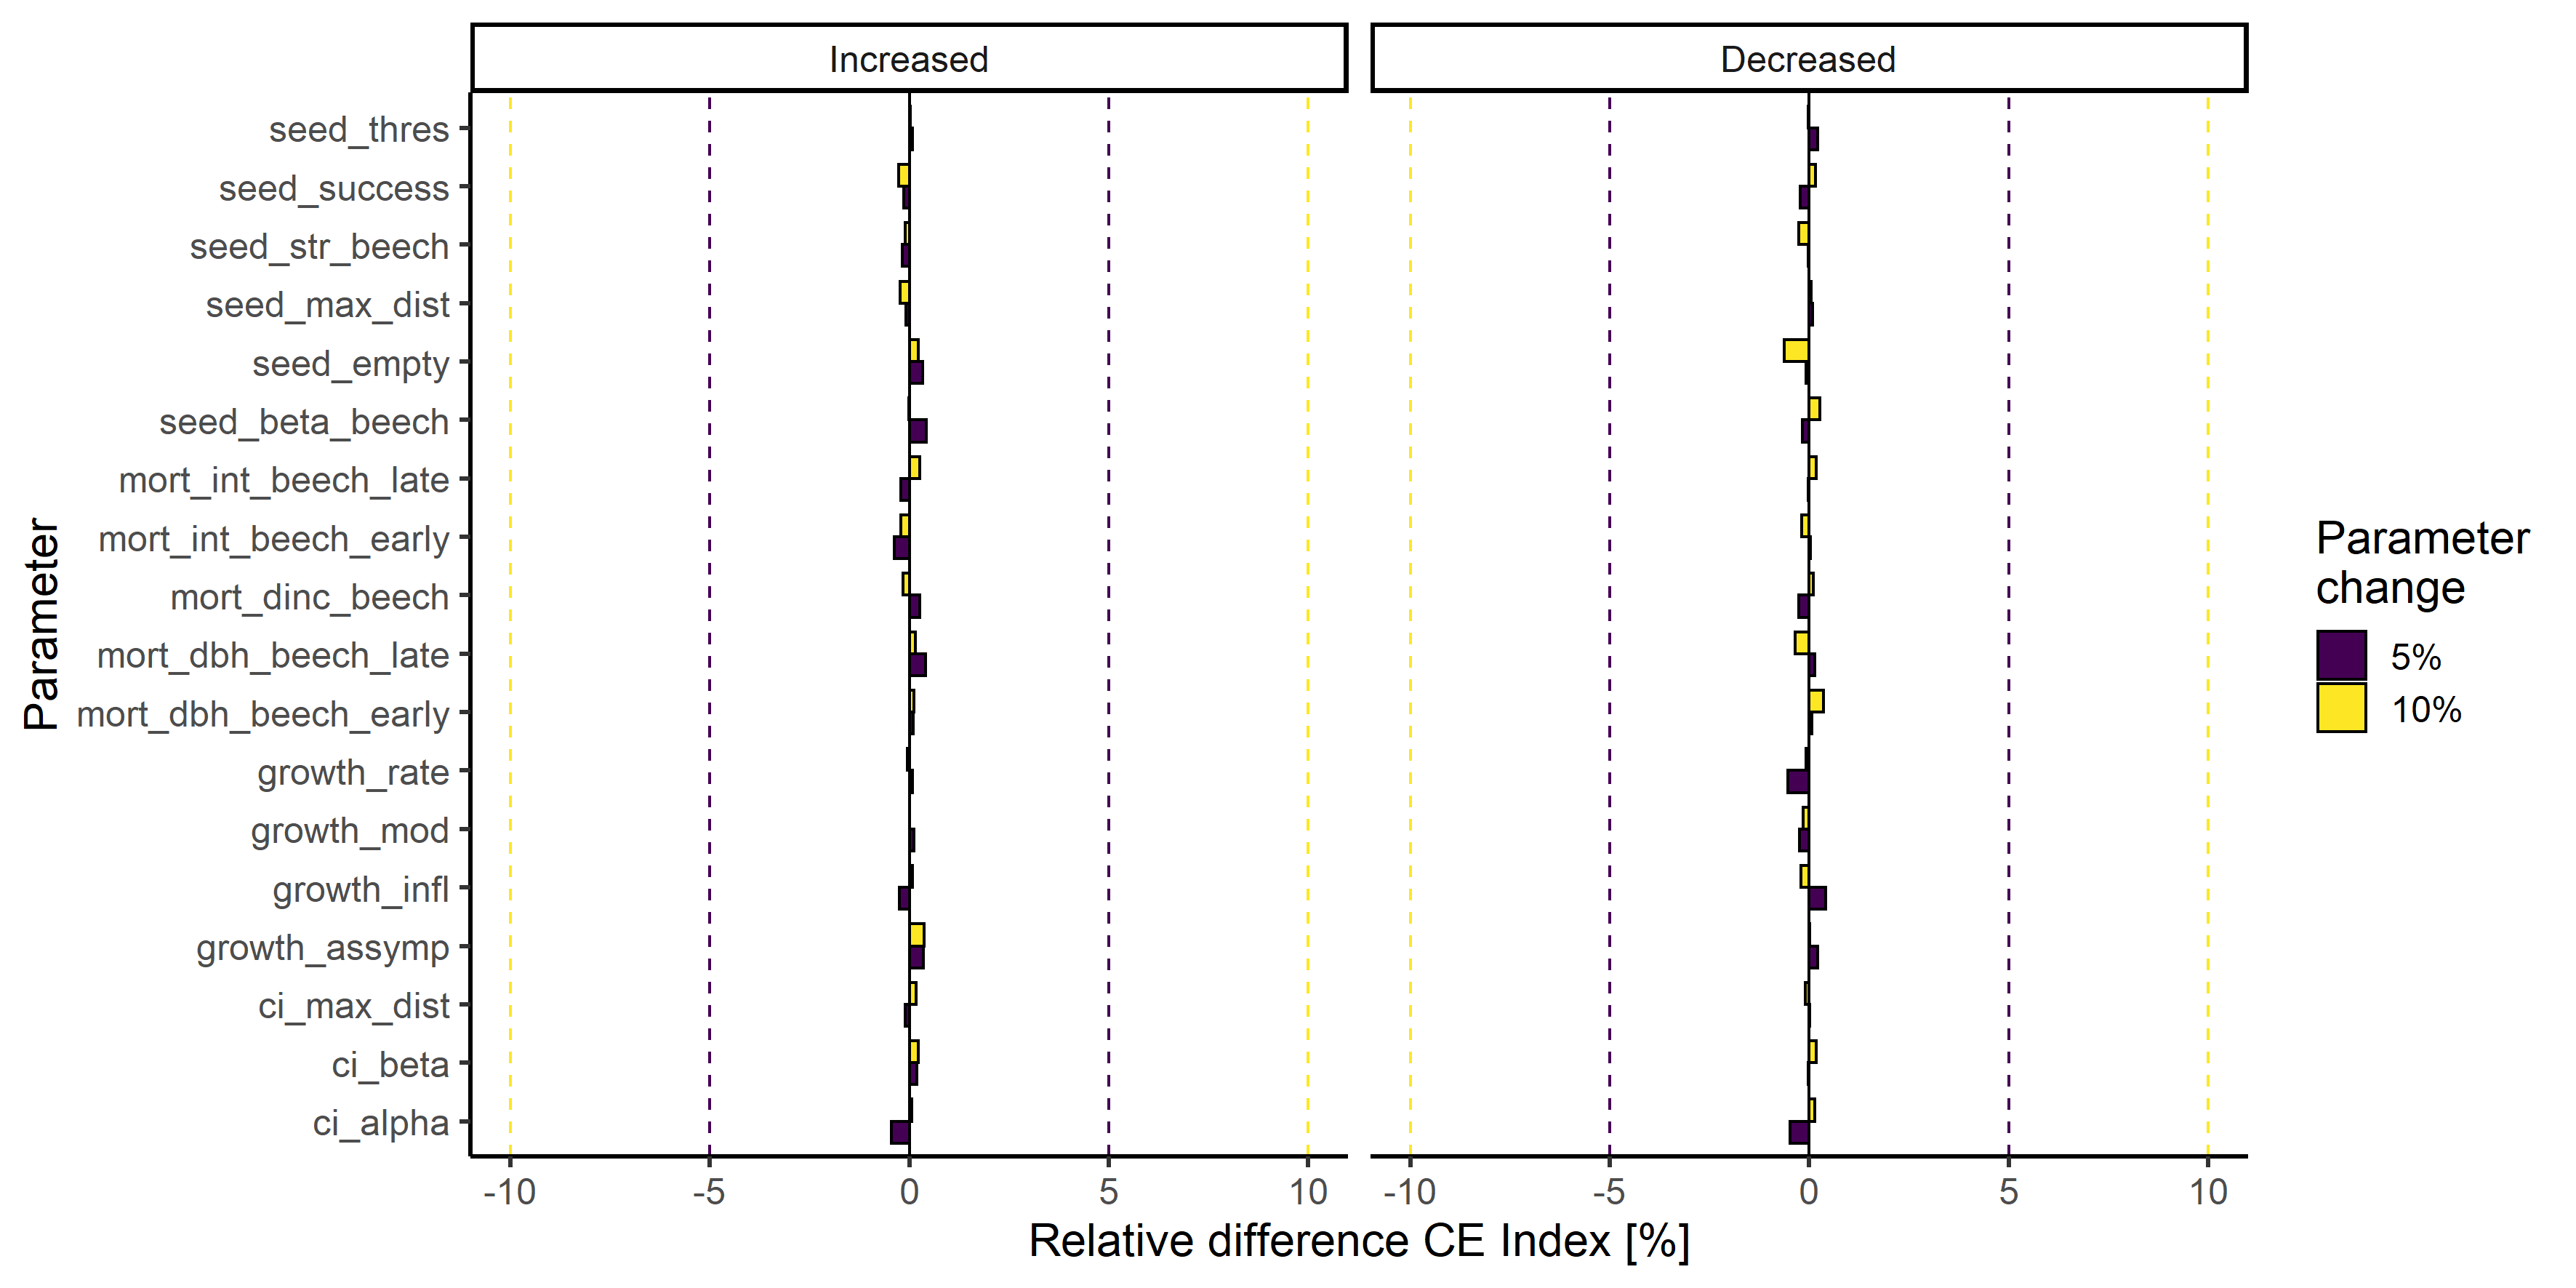 Increased
Decreased
Parameter
seed_thres
seed_success
seed_str_beech
seed_max_dist
seed_empty
seed_beta_beech
mort_int_beech_late
mort_int_beech_early
mort_dinc_beech
mort_dbh_beech_late
mort_dbh_beech_early
growth_rate
growth_mod
growth_infl
growth_assymp
ci_max_dist
ci_beta
ci_alpha
-10 -5 0 5 10
-10 -5 0 5 10
Relative difference CE Index [%]
Parameter
change
5%
10%